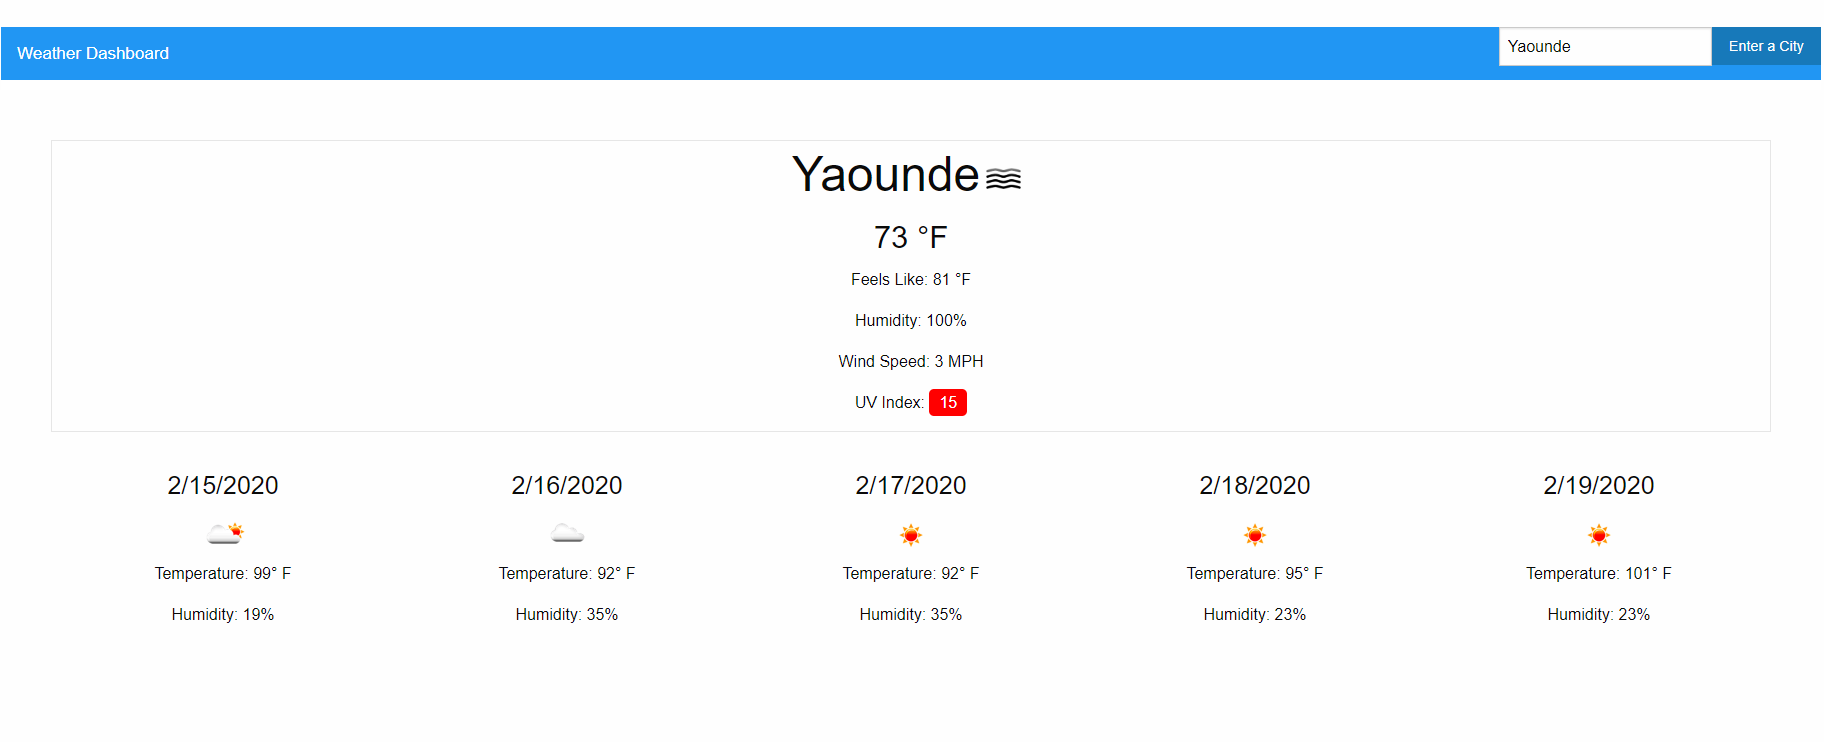 Weather Dashboard
Yaounde
Enter a City
Yaounde
73 °F
Feels Like: 81 °F
Humidity: 100%
Wind Speed: 3 MPH
UV Index: 15
2/15/2020
Temperature: 99° F
Humidity: 19%
2/16/2020
Temperature: 92° F
Humidity: 35%
2/17/2020
Temperature: 92° F
Humidity: 35%
2/18/2020
Temperature: 95° F
Humidity: 23%
2/19/2020
Temperature: 101° F
Humidity: 23%